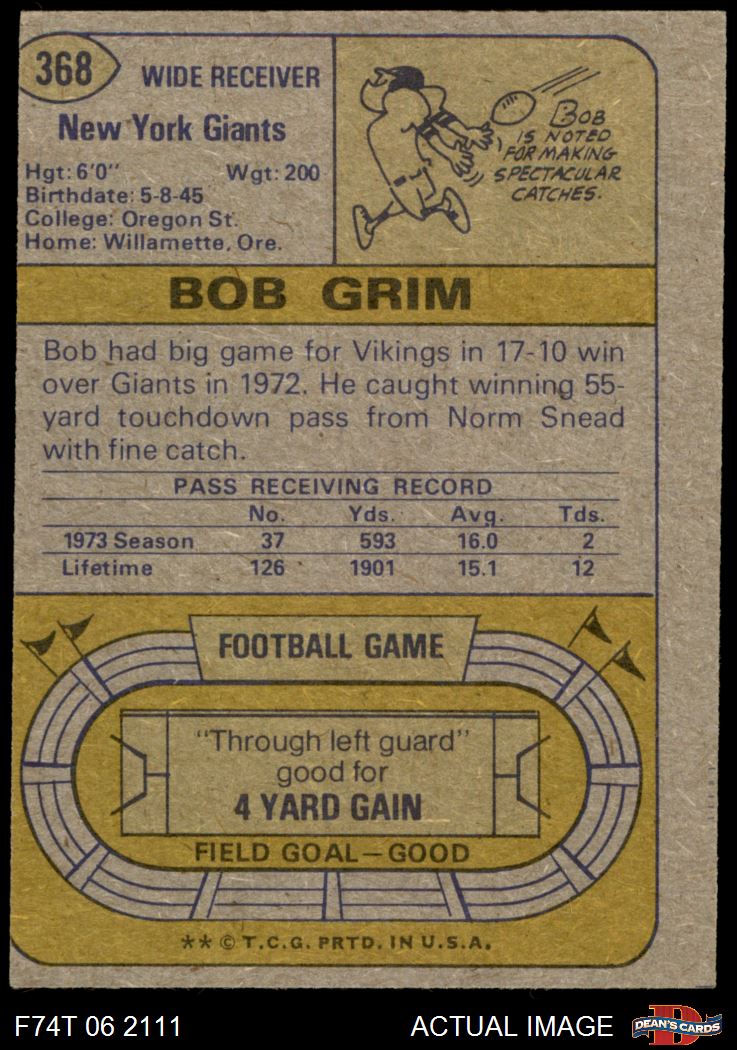 368
WIDE RECEIVER
New York Giants
Hgt: 6'0" Wgt: 200
Birthdate: 5-8-45
College: Oregon St.
Home: Willamette, Ore.
BOB
IS NOTED
FOR MAKING
SPECTACULAR
CATCHES.
BOB GRIM
Bob had big game for Vikings in 17-10 win
over Giants in 1972. He caught winning 55-
yard touchdown pass from Norm Snead
with fine catch.
PASS RECEIVING RECORD
No. Yds. Avg. Tds.
1973 Season 37 593 16.0 2
Lifetime 126 1901 15.1 12
FOOTBALL GAME
"Through left guard"
good for
4 YARD GAIN
FIELD GOAL—GOOD
** © T.C.G. PRTD. IN U.S.A.
F74T 06 2111 ACTUAL IMAGE
DEAN'S CARDS